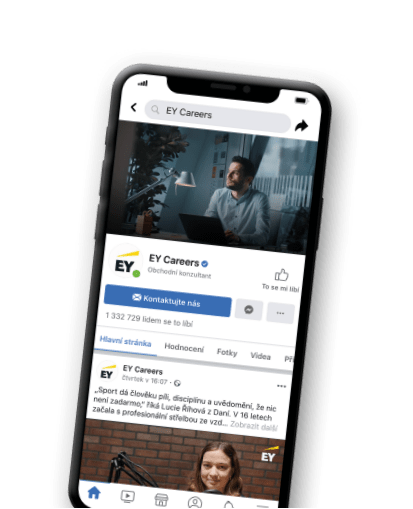 EY Careers
EY
EY Careers
Obchodní konzultant
To se mi líbí
Kontaktujte nás
1 332 729 lidem se to líbí
Hlavní stránka Hodnocení Fotky Videa
EY
EY Careers
čtvrtek v 16:07
„Sport dá člověku píli, disciplínu a uvědomění, že nic
není zadarmo,“ říká Lucie Říhová z Daní. V 16 letech
začala s profesionální střelbou ze vzd... Zobrazit další
EY